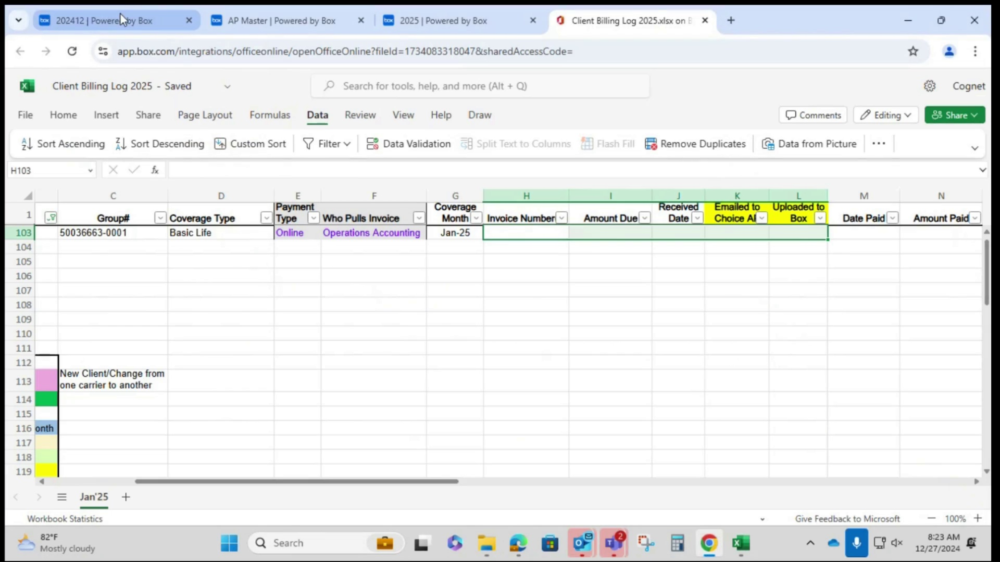 202412 | Powered by Box
AP Master | Powered by Box
2025 | Powered by Box
Client Billing Log 2025.xlsx on B
app.box.com/integrations/officeonline/openOfficeOnline?fileId=1734083318047&sharedAccessCode=
Client Billing Log 2025 - Saved
Search for tools, help, and more (Alt + Q)
Cognet
File Home Insert Share Page Layout Formulas Data Review View Help Draw
Comments Editing Share
Sort Ascending Sort Descending Custom Sort Filter Data Validation Split Text to Columns Flash Fill Remove Duplicates Data from Picture ...
H103 fx
C D E F G H I J K L M N
1 Group# Coverage Type Payment Type Who Pulls Invoice Coverage Month Invoice Number Amount Due Received Date Emailed to Choice AP Uploaded to Box Date Paid Amount Paid
103 50036663-0001 Basic Life Online Operations Accounting Jan-25
104
105
106
107
108
109
110
111
112
113 New Client/Change from
one carrier to another
114
115
116 onth
117
118
119
Jan'25
Workbook Statistics
Give Feedback to Microsoft
100%
82°F
Mostly cloudy
Search
2
8:23 AM
12/27/2024